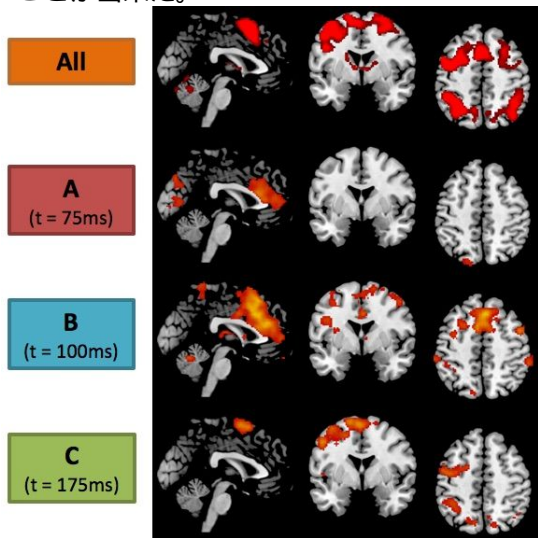 All
A
(t = 75ms)
B
(t = 100ms)
C
(t = 175ms)